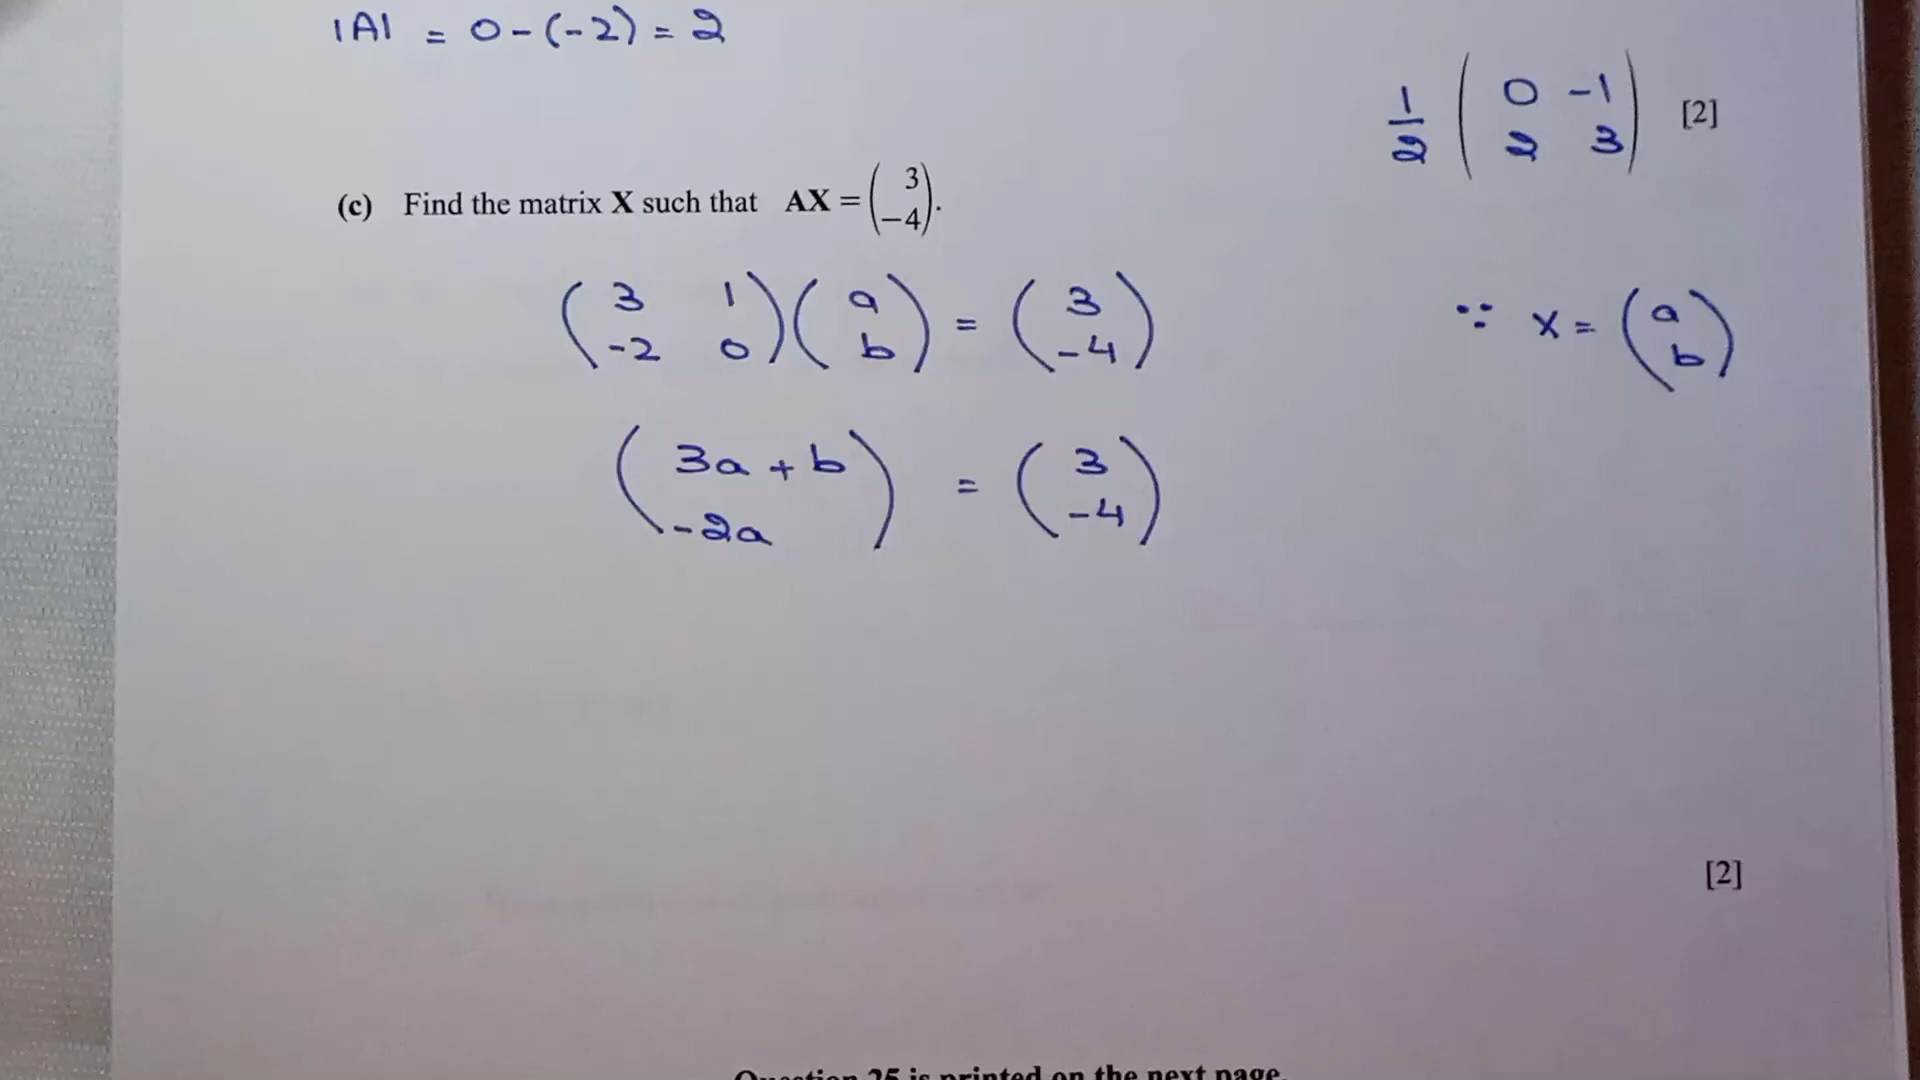 |A| = 0 - (-2) = 2
1/2 ( 0 -1
2 3 ) [2]
(c) Find the matrix X such that AX = ( 3
-4 ).
( 3 1
-2 0 ) ( a
b ) = ( 3
-4 )
∵ X = ( a
b )
( 3a + b
-2a ) = ( 3
-4 )
[2]
Question 25 is printed on the next page.